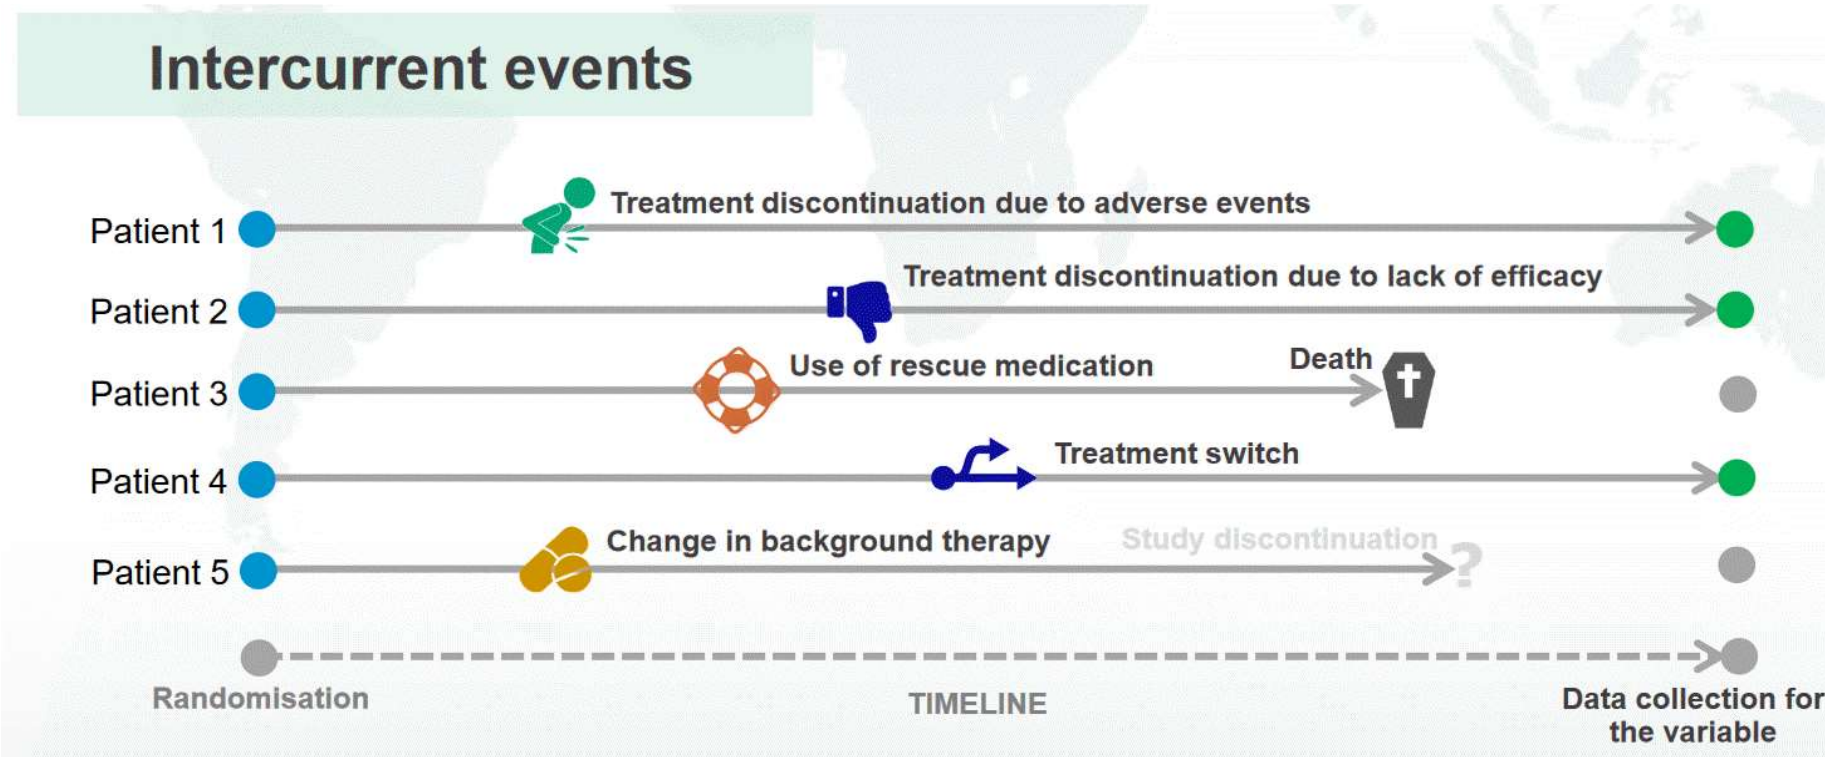 Intercurrent events
Treatment discontinuation due to adverse events
Patient 1
Treatment discontinuation due to lack of efficacy
Patient 2
Use of rescue medication
Death
Patient 3
Treatment switch
Patient 4
Change in background therapy
Study discontinuation
?
Patient 5
Randomisation
TIMELINE
Data collection for
the variable